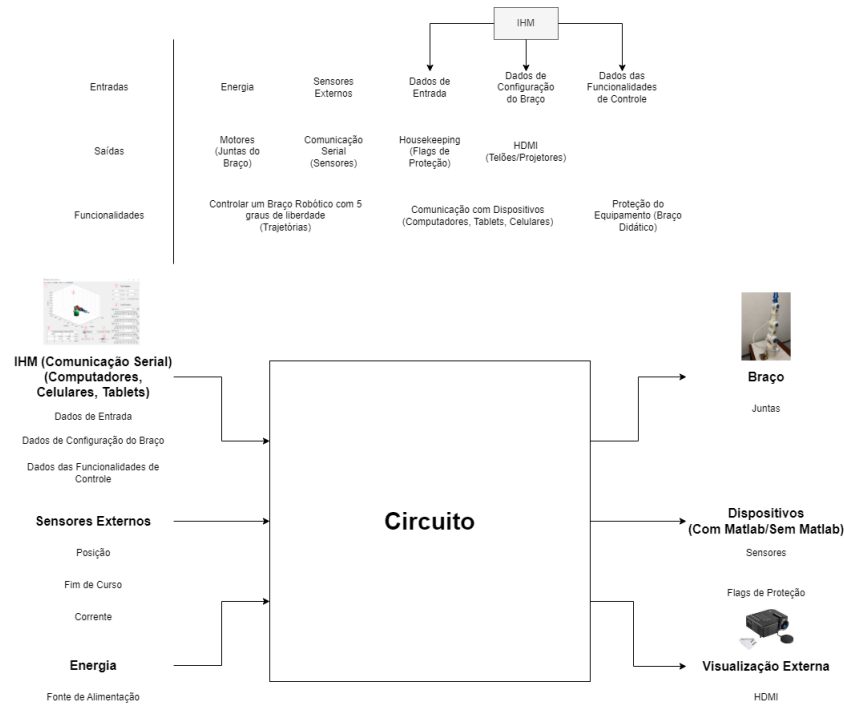 IHM
Entradas
Energia
Sensores
Externos
Dados de
Entrada
Dados de
Configuração
do Braço
Dados das
Funcionalidades
de Controle
Saídas
Motores
(Juntas do
Braço)
Comunicação
Serial
(Sensores)
Housekeeping
(Flags de
Proteção)
HDMI
(Telões/Projetores)
Funcionalidades
Controlar um Braço Robótico com 5
graus de liberdade
(Trajetórias)
Comunicação com Dispositivos
(Computadores, Tablets, Celulares)
Proteção do
Equipamento (Braço
Didático)
IHM (Comunicação Serial)
(Computadores,
Celulares, Tablets)
Dados de Entrada
Dados de Configuração do Braço
Dados das Funcionalidades de
Controle
Sensores Externos
Posição
Fim de Curso
Corrente
Energia
Fonte de Alimentação
Circuito
Braço
Juntas
Dispositivos
(Com Matlab/Sem Matlab)
Sensores
Flags de Proteção
Visualização Externa
HDMI